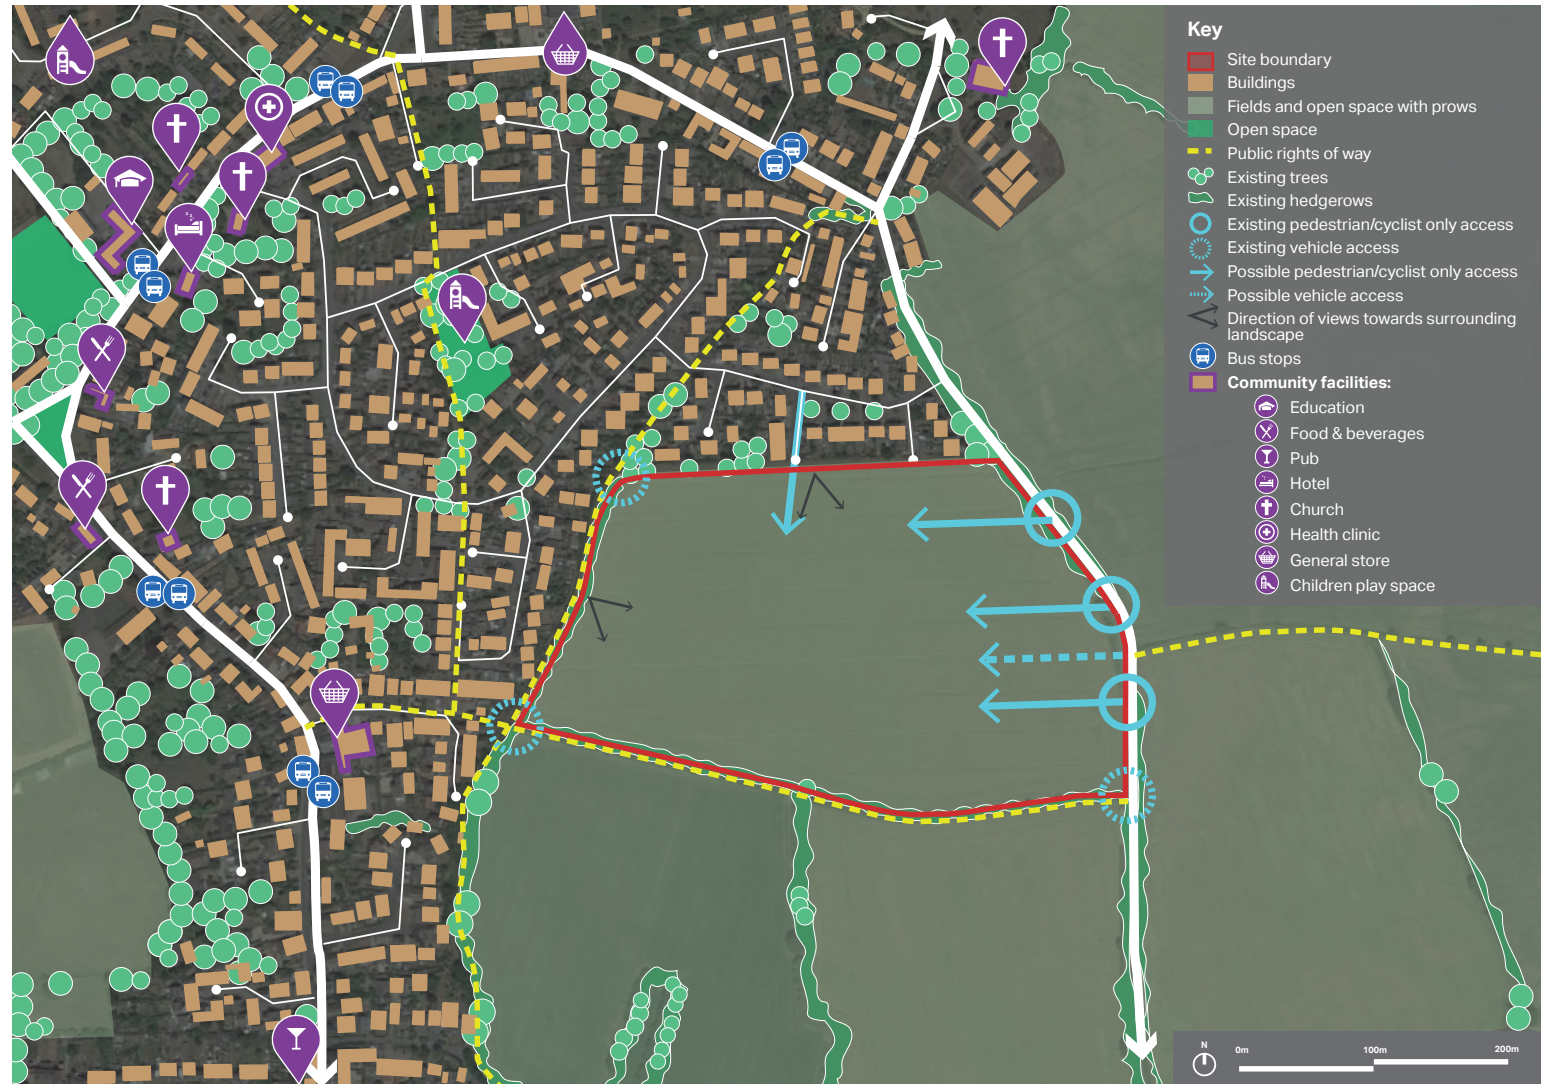 Key
Site boundary
Buildings
Fields and open space with prows
Open space
Public rights of way
Existing trees
Existing hedgerows
Existing pedestrian/cyclist only access
Existing vehicle access
Possible pedestrian/cyclist only access
Possible vehicle access
Direction of views towards surrounding
landscape
Bus stops
Community facilities:
Education
Food & beverages
Pub
Hotel
Church
Health clinic
General store
Children play space
N
0m 100m 200m